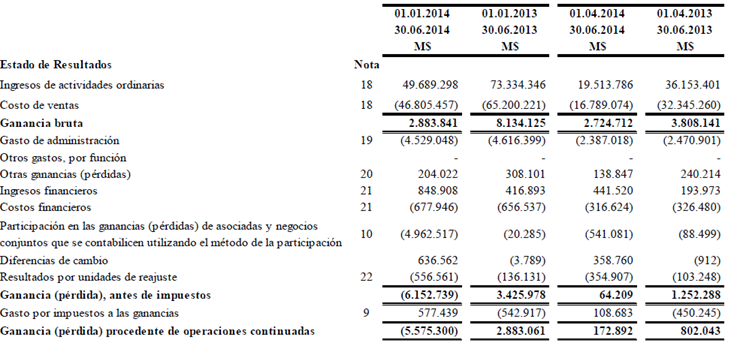 01.01.2014 01.01.2013 01.04.2014 01.04.2013
30.06.2014 30.06.2013 30.06.2014 30.06.2013
M$ M$ M$ M$
Estado de Resultados Nota
Ingresos de actividades ordinarias 18 49.689.298 73.334.346 19.513.786 36.153.401
Costo de ventas 18 (46.805.457) (65.200.221) (16.789.074) (32.345.260)
Ganancia bruta 2.883.841 8.134.125 2.724.712 3.808.141
Gasto de administración 19 (4.529.048) (4.616.399) (2.387.018) (2.470.901)
Otros gastos, por función - - - -
Otras ganancias (pérdidas) 20 204.022 308.101 138.847 240.214
Ingresos financieros 21 848.908 416.893 441.520 193.973
Costos financieros 21 (677.946) (656.537) (316.624) (326.480)
Participación en las ganancias (pérdidas) de asociadas y negocios
conjuntos que se contabilicen utilizando el método de la participación 10 (4.962.517) (20.285) (541.081) (88.499)
Diferencias de cambio 636.562 (3.789) 358.760 (912)
Resultados por unidades de reajuste 22 (556.561) (136.131) (354.907) (103.248)
Ganancia (pérdida), antes de impuestos (6.152.739) 3.425.978 64.209 1.252.288
Gasto por impuestos a las ganancias 9 577.439 (542.917) 108.683 (450.245)
Ganancia (pérdida) procedente de operaciones continuadas (5.575.300) 2.883.061 172.892 802.043